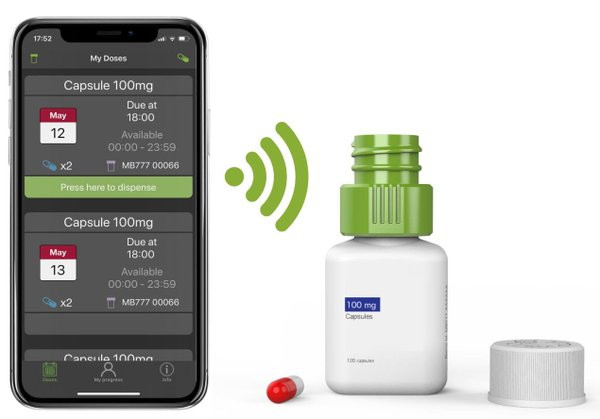 17:52
My Doses
Capsule 100mg
May
12
Due at
18:00
Available
00:00 - 23:59
x2
MB777 00066
Press here to dispense
Capsule 100mg
May
13
Due at
18:00
Available
00:00 - 23:59
x2
MB777 00066
Capsule 100mg
Doses
My progress
Info
100 mg
Capsules
120 capsules